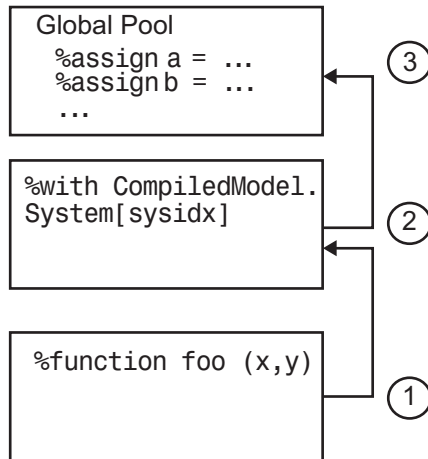 Global Pool
%assign a = ...
%assign b = ...
...
3
%with CompiledModel.
System[sysidx]
2
%function foo (x,y)
1